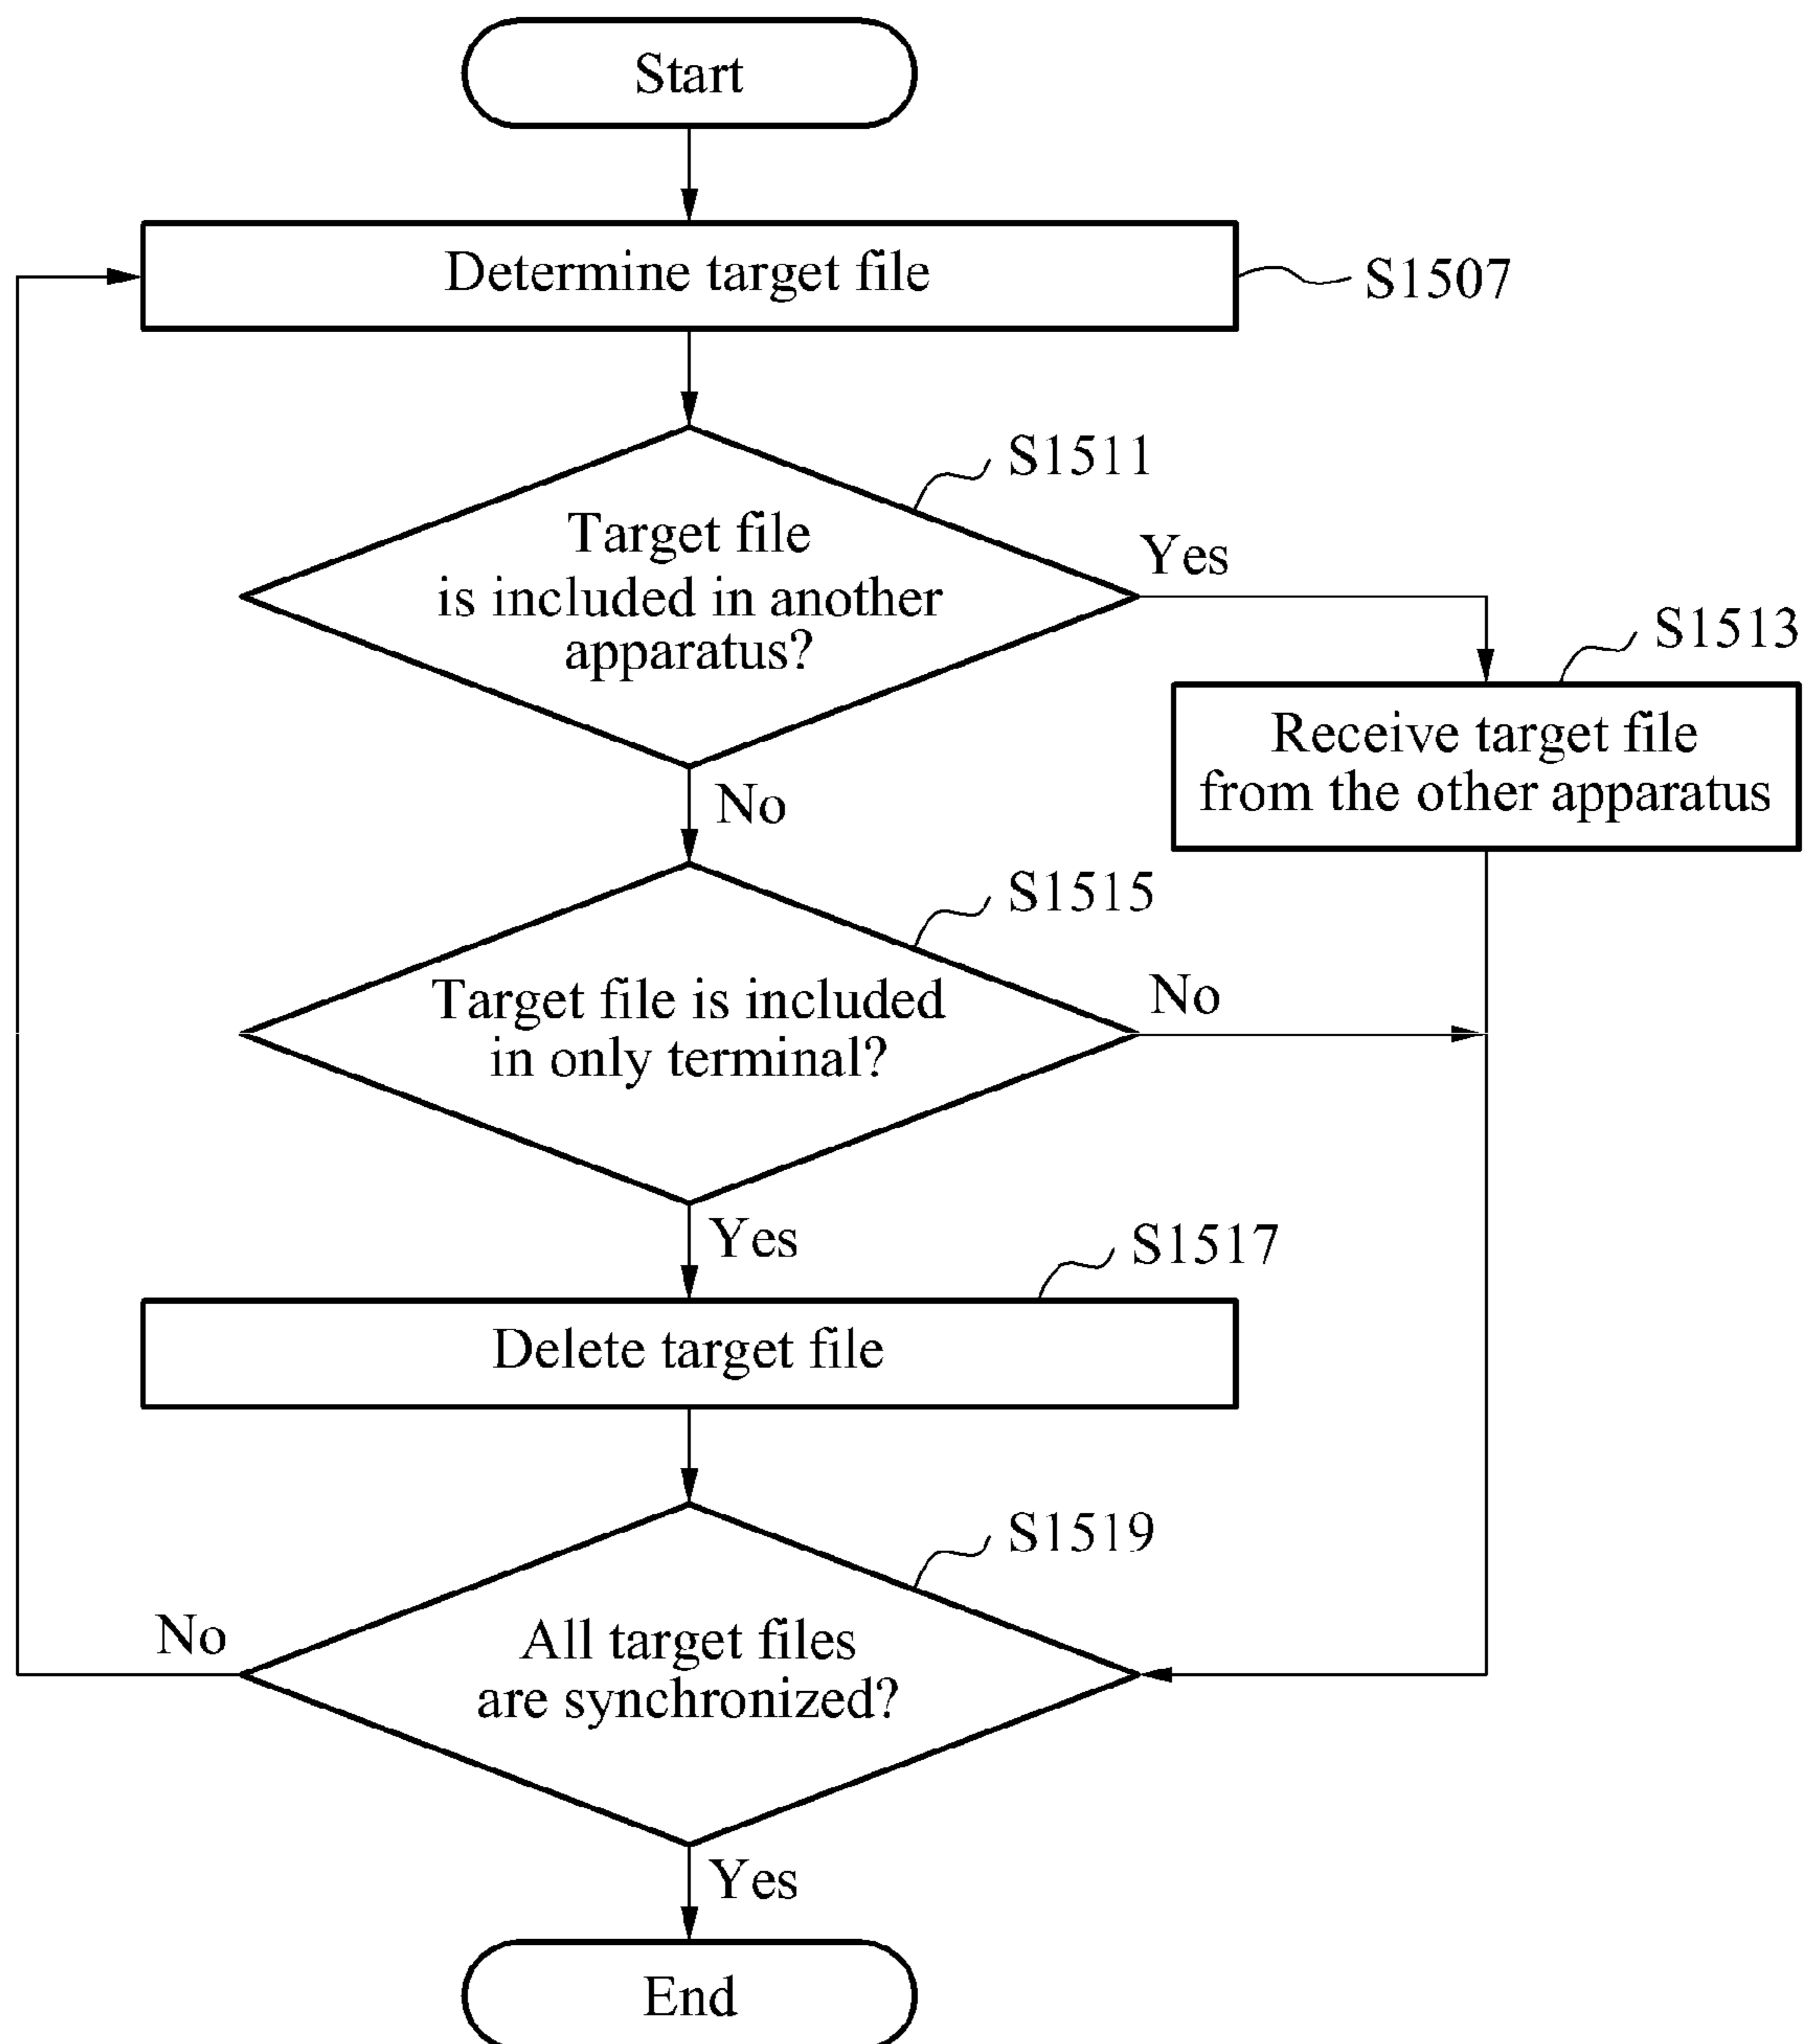 Start
Determine target file
S1507
S1511
Target file
is included in another
apparatus?
Yes
S1513
Receive target file
from the other apparatus
No
S1515
Target file is included
in only terminal?
No
Yes
S1517
Delete target file
S1519
All target files
are synchronized?
No
Yes
End